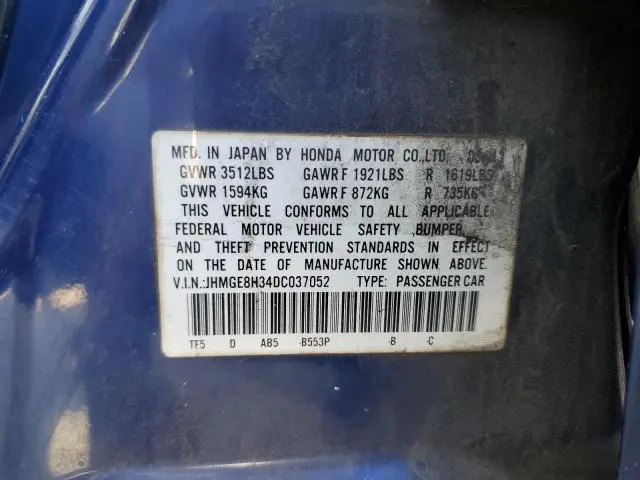 MFD. IN JAPAN BY HONDA MOTOR CO.,LTD.
GVWR 3512LBS GAWR F 1921LBS R 1619LBS
GVWR 1594KG GAWR F 872KG R 735KG
THIS VEHICLE CONFORMS TO ALL APPLICABLE
FEDERAL MOTOR VEHICLE SAFETY ,BUMPER,
AND THEFT PREVENTION STANDARDS IN EFFECT
ON THE DATE OF MANUFACTURE SHOWN ABOVE.
V.I.N.:JHMGE8H34DC037052 TYPE: PASSENGER CAR
TF5 D AB5 -B553P -B -C